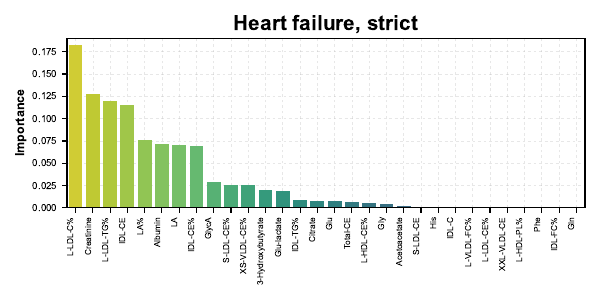 Heart failure, strict
Importance
0.175
0.150
0.125
0.100
0.075
0.050
0.025
0.000
L-LDL-C%
Creatinine
L-LDL-TG%
IDL-CE
LA%
Albumin
LA
IDL-CE%
GlycA
S-LDL-CE%
XS-VLDL-CE%
3-Hydroxybutyrate
Glu-lactate
IDL-TG%
Citrate
Glu
Total-CE
L-HDL-CE%
Gly
Acetoacetate
S-LDL-CE
His
IDL-C
L-VLDL-FC%
L-LDL-CE%
XXL-VLDL-CE
L-HDL-PL%
Phe
IDL-FC%
Gln